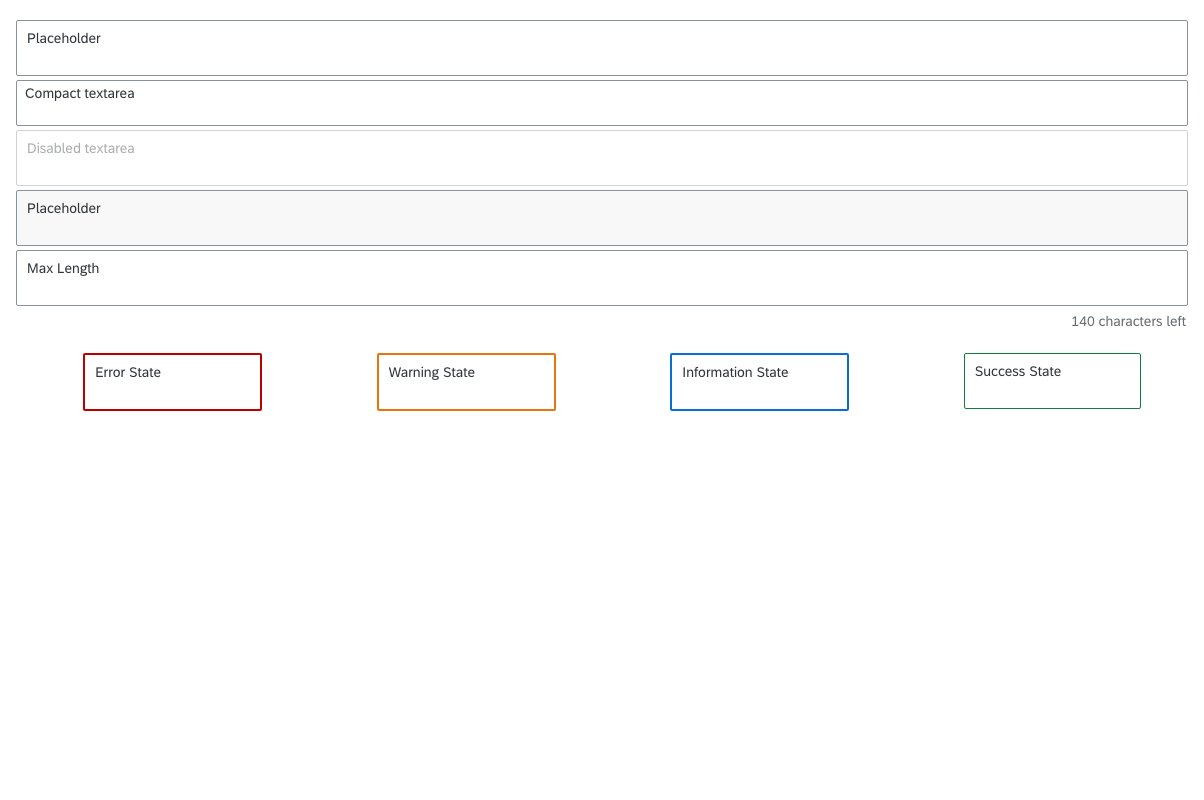 Placeholder
Compact textarea
Disabled textarea
Placeholder
Max Length
140 characters left
Error State
Warning State
Information State
Success State